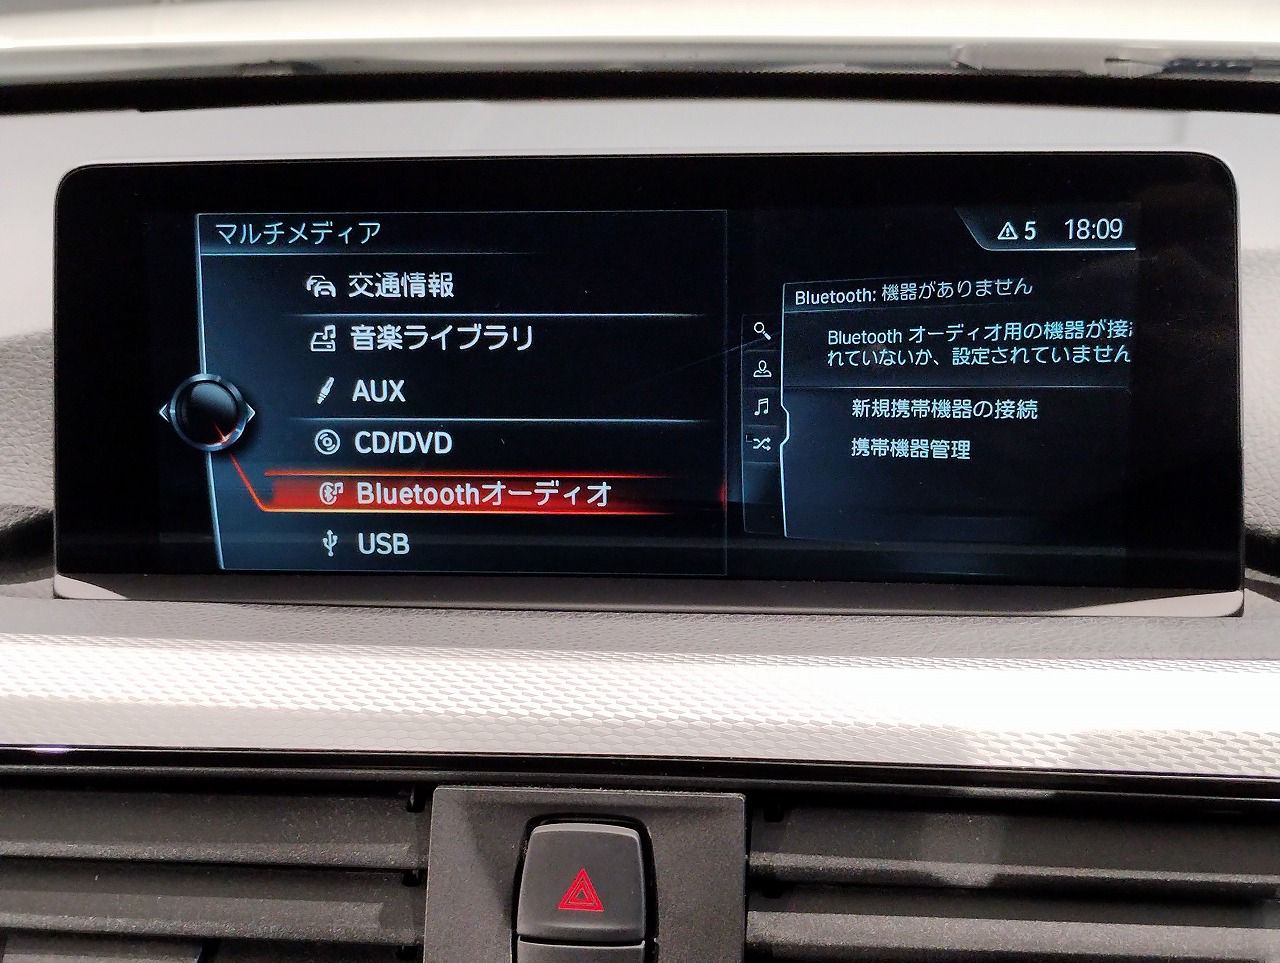 マルチメディア
交通情報
音楽ライブラリ
AUX
CD/DVD
Bluetoothオーディオ
USB
5 18:09
Bluetooth: 機器がありません
Bluetooth オーディオ用の機器が接
れていないか、設定されていません
新規携帯機器の接続
携帯機器管理